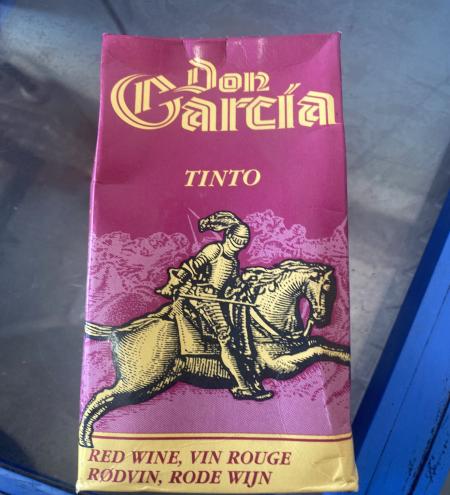 Don
García
TINTO
RED WINE, VIN ROUGE
RØDVIN, RODE WIJN